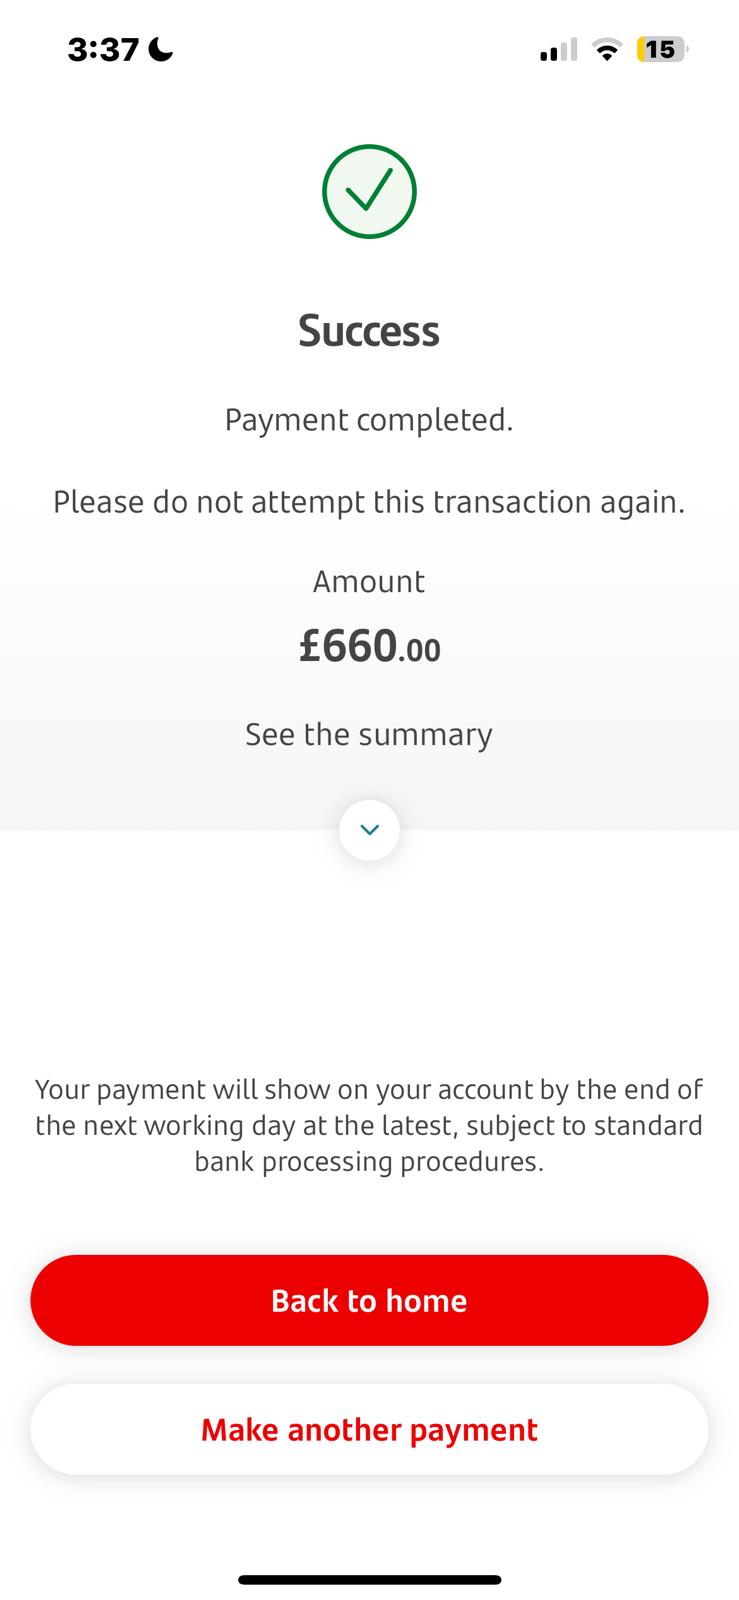 3:37
15
Success
Payment completed.
Please do not attempt this transaction again.
Amount
£660.00
See the summary
Your payment will show on your account by the end of
the next working day at the latest, subject to standard
bank processing procedures.
Back to home
Make another payment